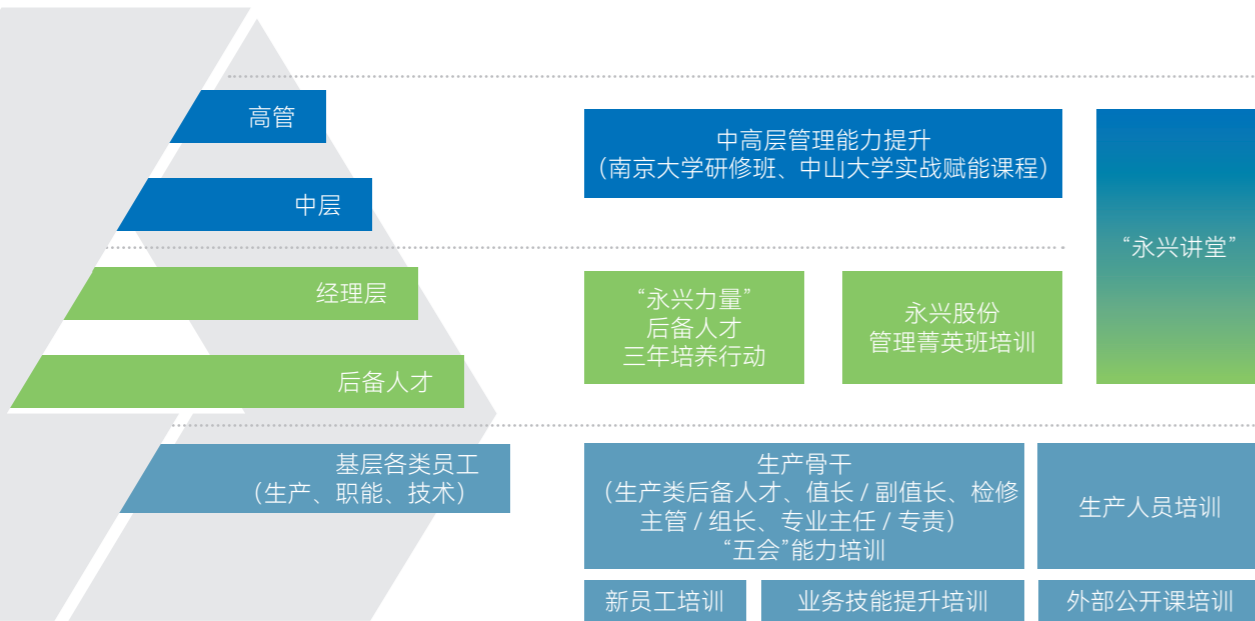 高管
中高层管理能力提升
（南京大学研修班、中山大学实战赋能课程）
中层
“永兴讲堂”
经理层
“永兴力量”
后备人才
三年培养行动
永兴股份
管理菁英班培训
后备人才
基层各类员工
（生产、职能、技术）
生产骨干
（生产类后备人才、值长 / 副值长、检修
主管 / 组长、专业主任 / 专责）
“五会”能力培训
生产人员培训
新员工培训
业务技能提升培训
外部公开课培训